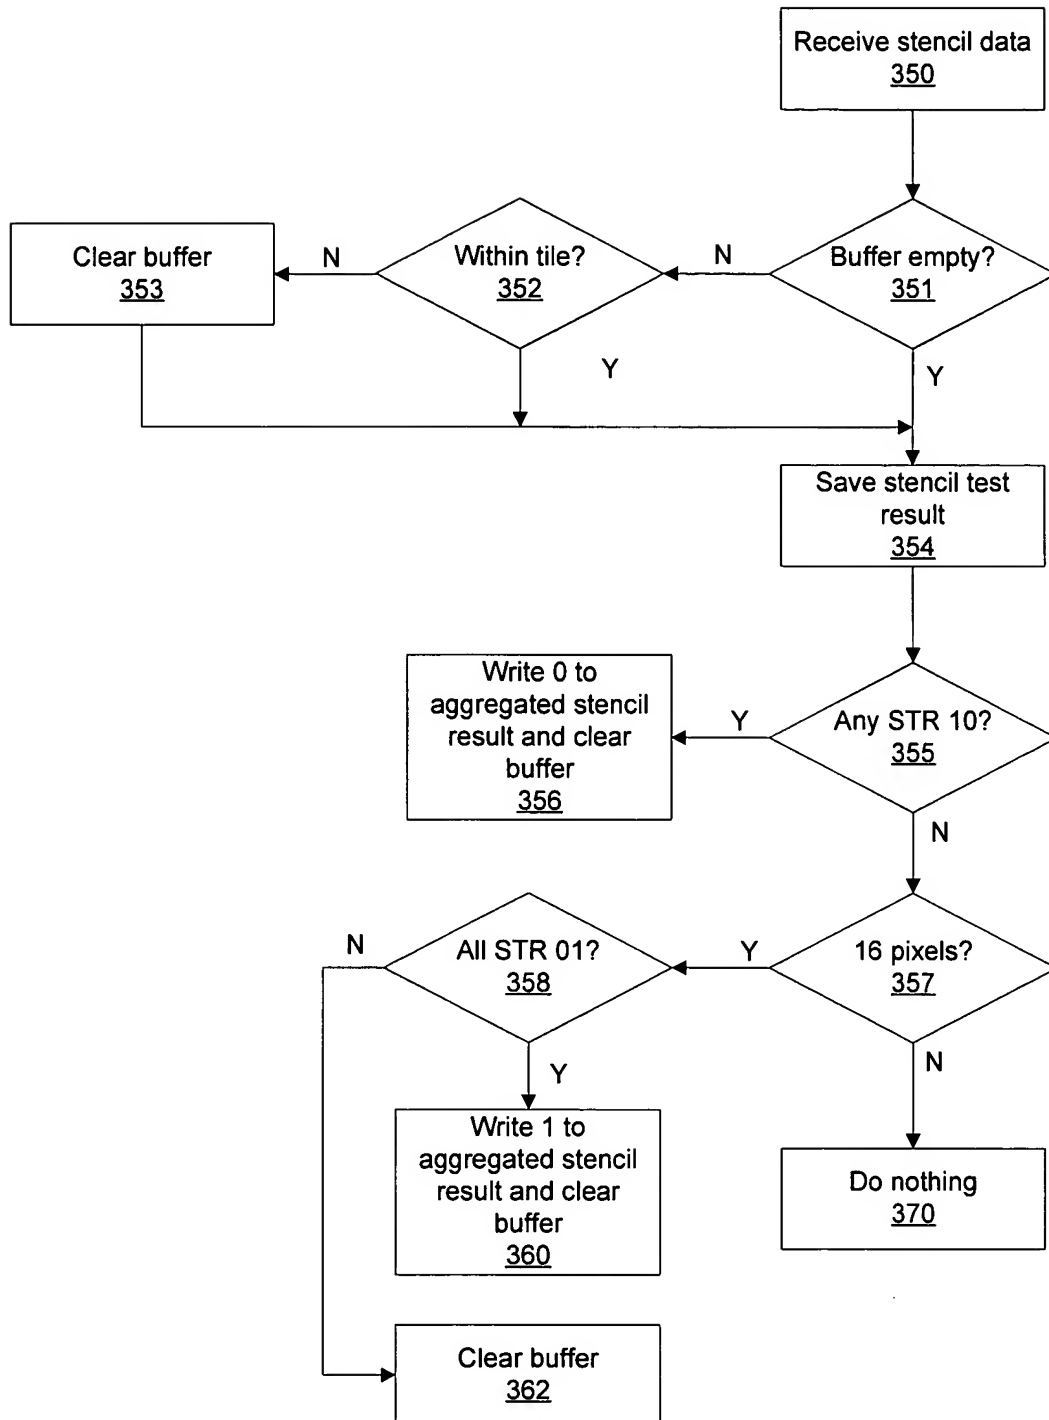 Receive stencil data
350
Clear buffer
353
N
Within tile?
352
N
Buffer empty?
351
Y
Y
Save stencil test
result
354
Write 0 to
aggregated stencil
result and clear
buffer
356
Y
Any STR 10?
355
N
N
All STR 01?
358
Y
16 pixels?
357
Y
N
Write 1 to
aggregated stencil
result and clear
buffer
360
Do nothing
370
Clear buffer
362